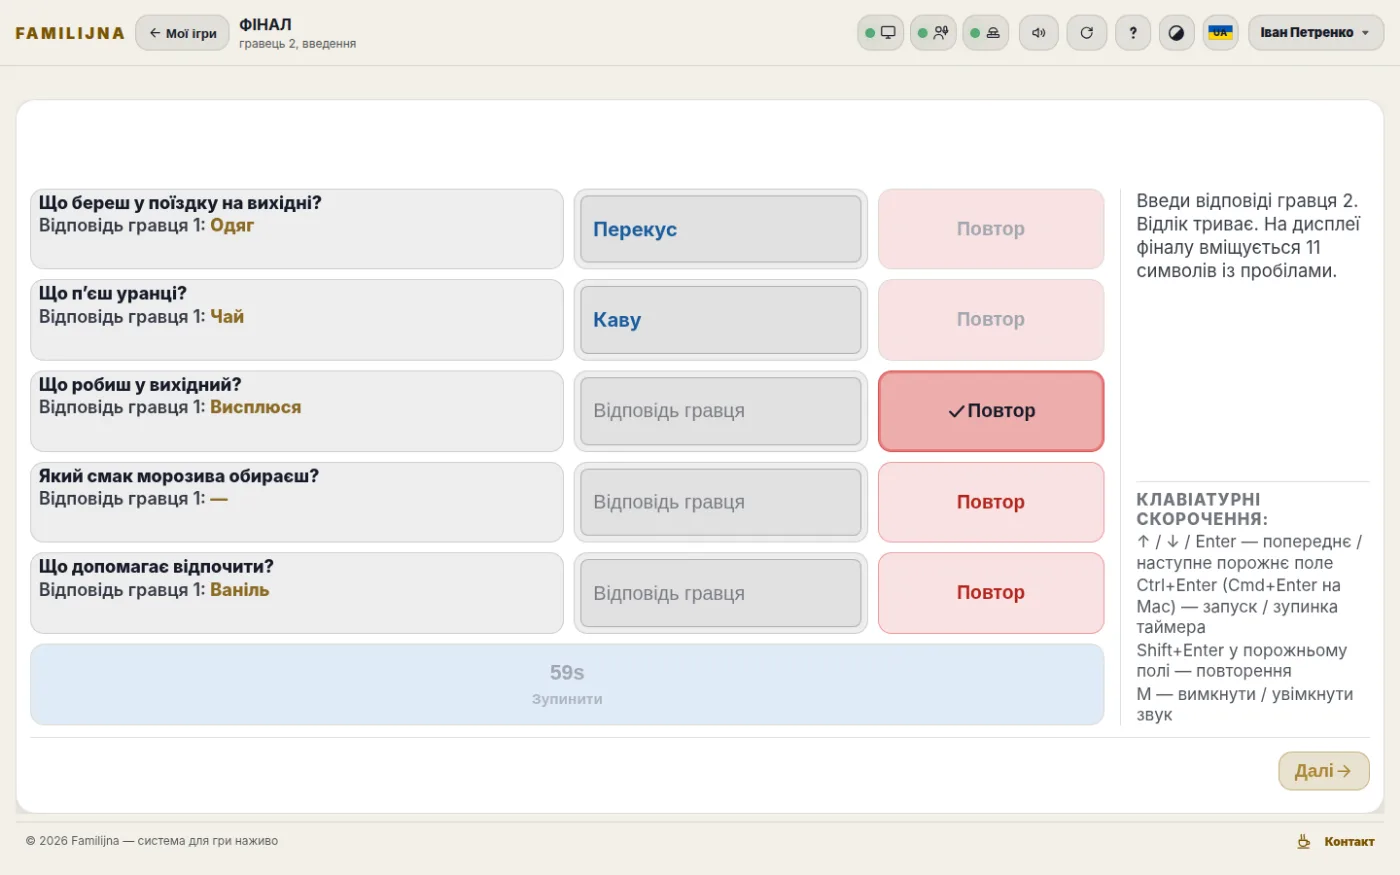 FAMILIJNA
← Мої ігри
ФІНАЛ
гравець 2, введення
?
UA
Іван Петренко
Що береш у поїздку на вихідні?
Відповідь гравця 1: Одяг
Перекус
Повтор
Що п’єш уранці?
Відповідь гравця 1: Чай
Каву
Повтор
Що робиш у вихідний?
Відповідь гравця 1: Висплюся
Відповідь гравця
✓Повтор
Який смак морозива обираєш?
Відповідь гравця 1: —
Відповідь гравця
Повтор
Що допомагає відпочити?
Відповідь гравця 1: Ваніль
Відповідь гравця
Повтор
59s
Зупинити
Введи відповіді гравця 2.
Відлік триває. На дисплеї
фіналу вміщується 11
символів із пробілами.
КЛАВІАТУРНІ
СКОРОЧЕННЯ:
↑ / ↓ / Enter — попереднє /
наступне порожнє поле
Ctrl+Enter (Cmd+Enter на
Mac) — запуск / зупинка
таймера
Shift+Enter у порожньому
полі — повторення
M — вимкнути / увімкнути
звук
Далі→
© 2026 Familijna — система для гри наживо
Контакт